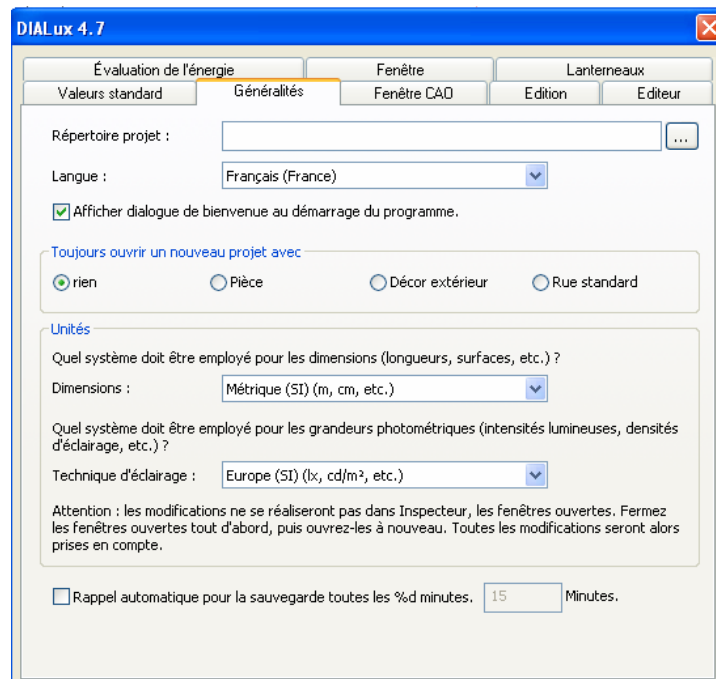 DIALux 4.7
Évaluation de l'énergie Fenêtre Lanterneaux
Valeurs standard Généralités Fenêtre CAO Edition Editeur
Répertoire projet : ...
Langue : Français (France)
Afficher dialogue de bienvenue au démarrage du programme.
Toujours ouvrir un nouveau projet avec
rien Pièce Décor extérieur Rue standard
Unités
Quel système doit être employé pour les dimensions (longueurs, surfaces, etc.) ?
Dimensions : Métrique (SI) (m, cm, etc.)
Quel système doit être employé pour les grandeurs photométriques (intensités lumineuses, densités
d'éclairage, etc.) ?
Technique d'éclairage : Europe (SI) (lx, cd/m², etc.)
Attention : les modifications ne se réaliseront pas dans Inspecteur, les fenêtres ouvertes. Fermez
les fenêtres ouvertes tout d'abord, puis ouvrez-les à nouveau. Toutes les modifications seront alors
prises en compte.
Rappel automatique pour la sauvegarde toutes les %d minutes. 15 Minutes.